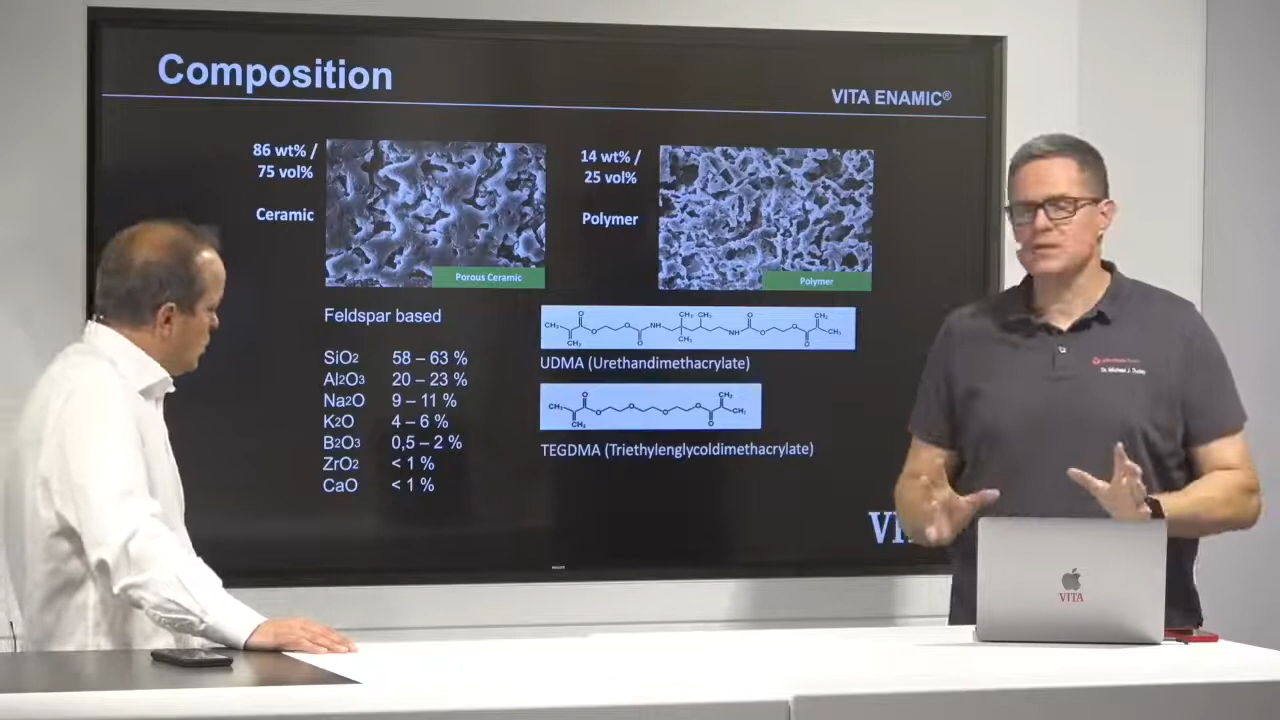 Composition
VITA ENAMIC®
86 wt% /
75 vol%
Ceramic
Porous Ceramic
14 wt% /
25 vol%
Polymer
Polymer
Feldspar based
SiO2 58 – 63 %
Al2O3 20 – 23 %
Na2O 9 – 11 %
K2O 4 – 6 %
B2O3 0,5 – 2 %
ZrO2 < 1 %
CaO < 1 %
UDMA (Urethandimethacrylate)
TEGDMA (Triethylenglycoldimethacrylate)
VITA